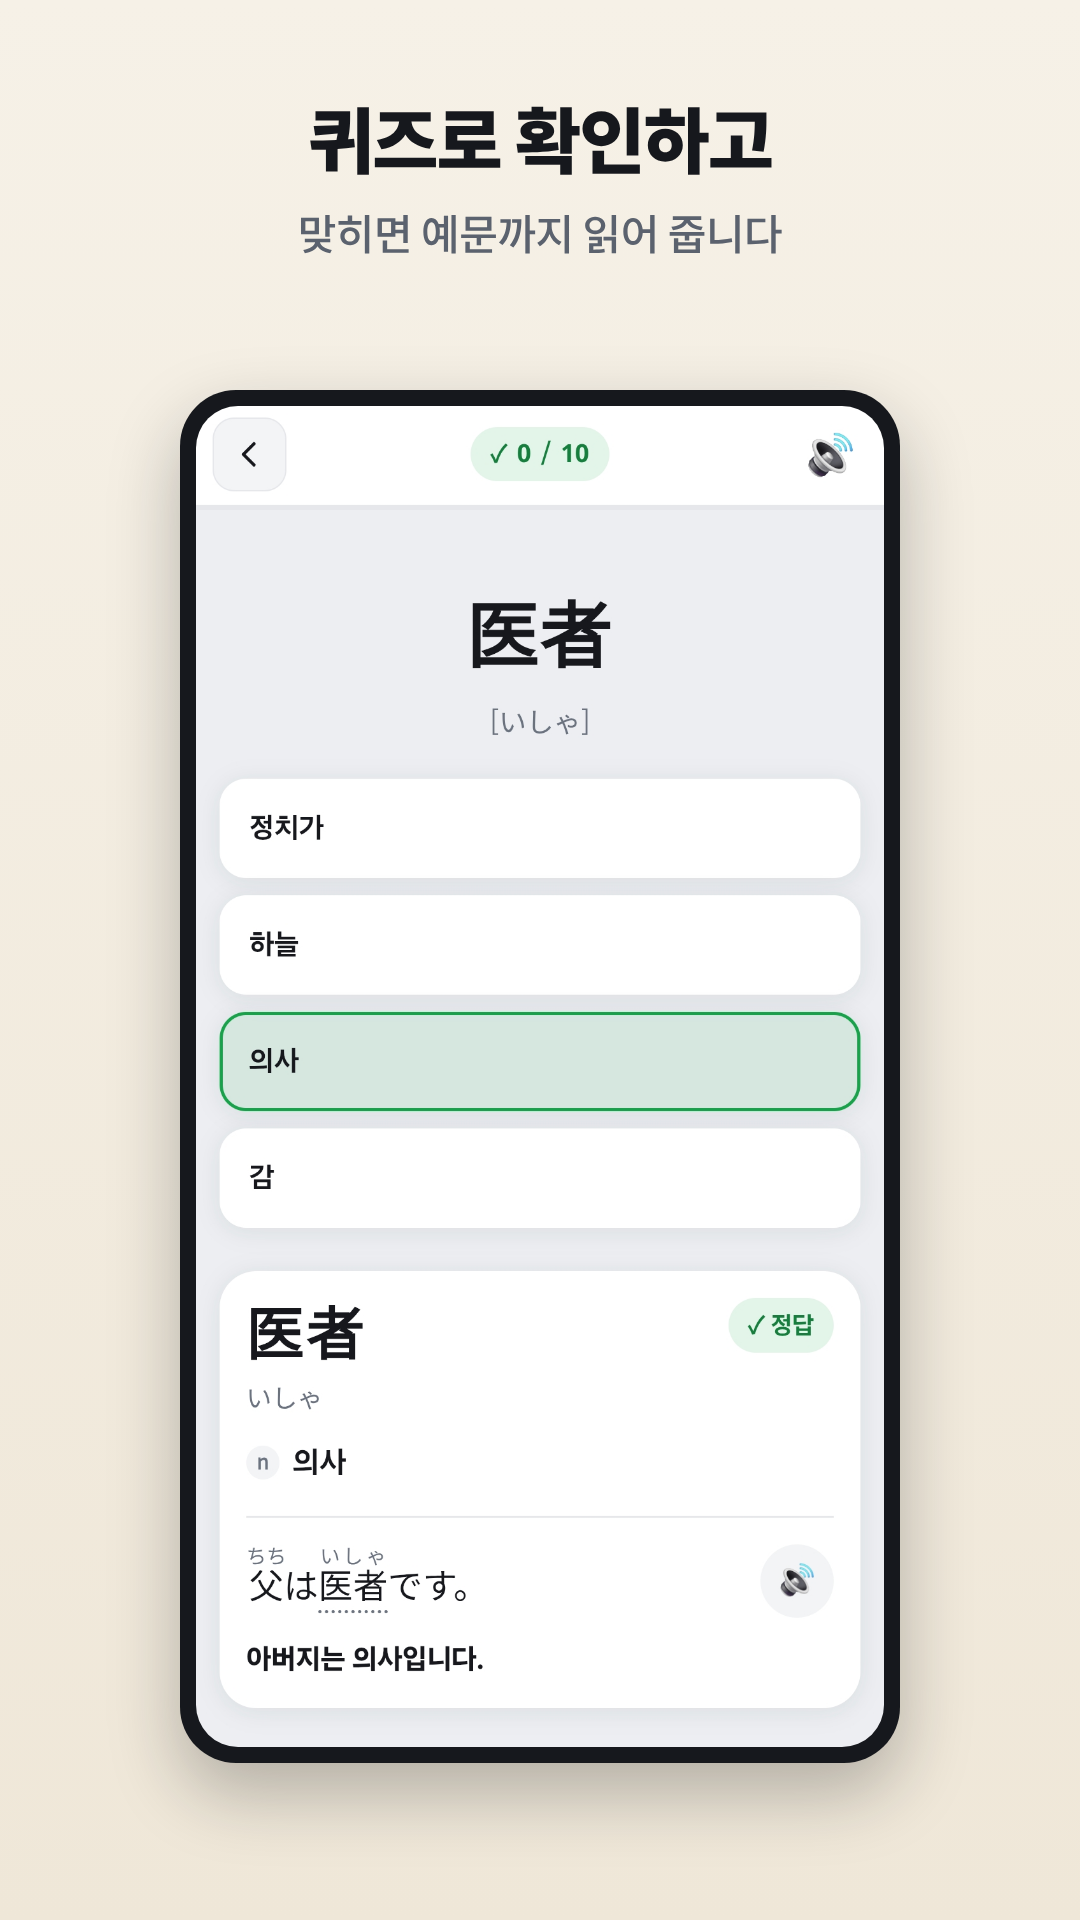 퀴즈로 확인하고
맞히면 예문까지 읽어 줍니다
✓ 0 / 10
医者
[いしゃ]
정치가
하늘
의사
감
医者
✓ 정답
いしゃ
n 의사
ちち いしゃ
父は医者です。
아버지는 의사입니다.